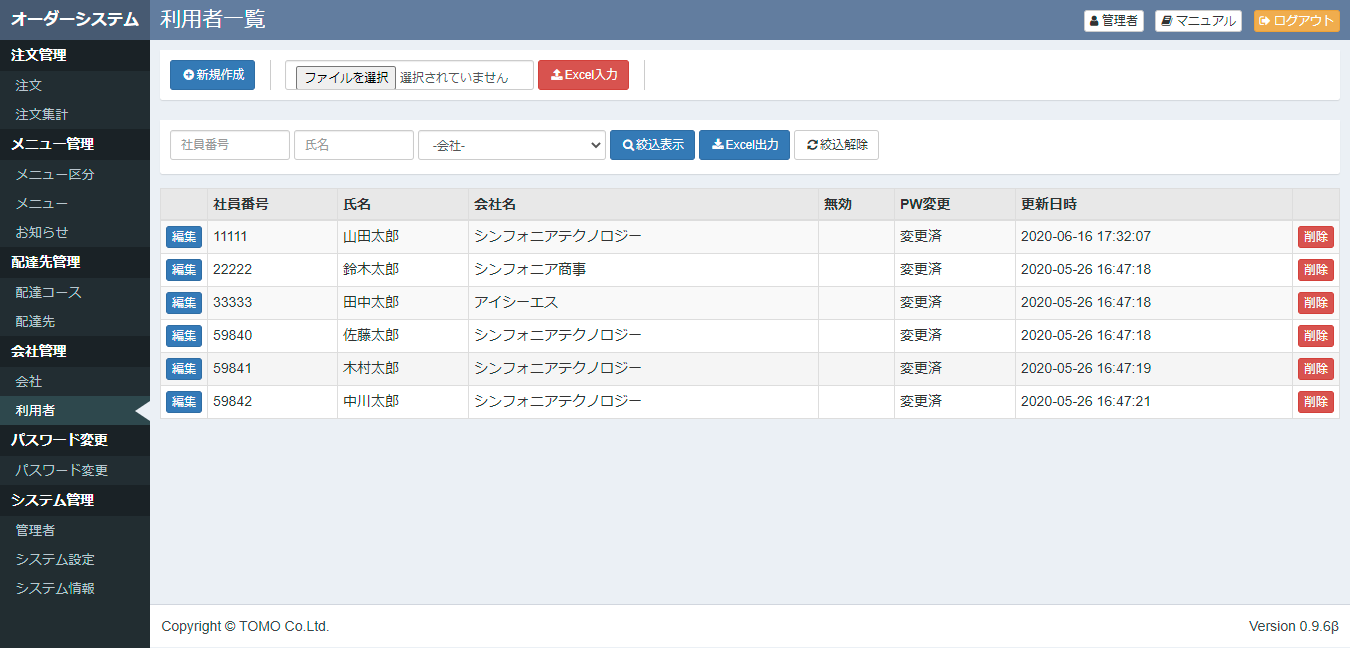 オーダーシステム
利用者一覧
管理者
マニュアル
ログアウト
注文管理
注文
注文集計
メニュー管理
メニュー区分
メニュー
お知らせ
配達先管理
配達コース
配達先
会社管理
会社
利用者
パスワード変更
パスワード変更
システム管理
管理者
システム設定
システム情報
新規作成
ファイルを選択 選択されていません
Excel入力
社員番号
氏名
-会社-
絞込表示
Excel出力
絞込解除
社員番号 氏名 会社名 無効 PW変更 更新日時
編集 11111 山田太郎 シンフォニアテクノロジー 変更済 2020-06-16 17:32:07 削除
編集 22222 鈴木太郎 シンフォニア商事 変更済 2020-05-26 16:47:18 削除
編集 33333 田中太郎 アイシーエス 変更済 2020-05-26 16:47:18 削除
編集 59840 佐藤太郎 シンフォニアテクノロジー 変更済 2020-05-26 16:47:18 削除
編集 59841 木村太郎 シンフォニアテクノロジー 変更済 2020-05-26 16:47:19 削除
編集 59842 中川太郎 シンフォニアテクノロジー 変更済 2020-05-26 16:47:21 削除
Copyright © TOMO Co.Ltd.
Version 0.9.6β